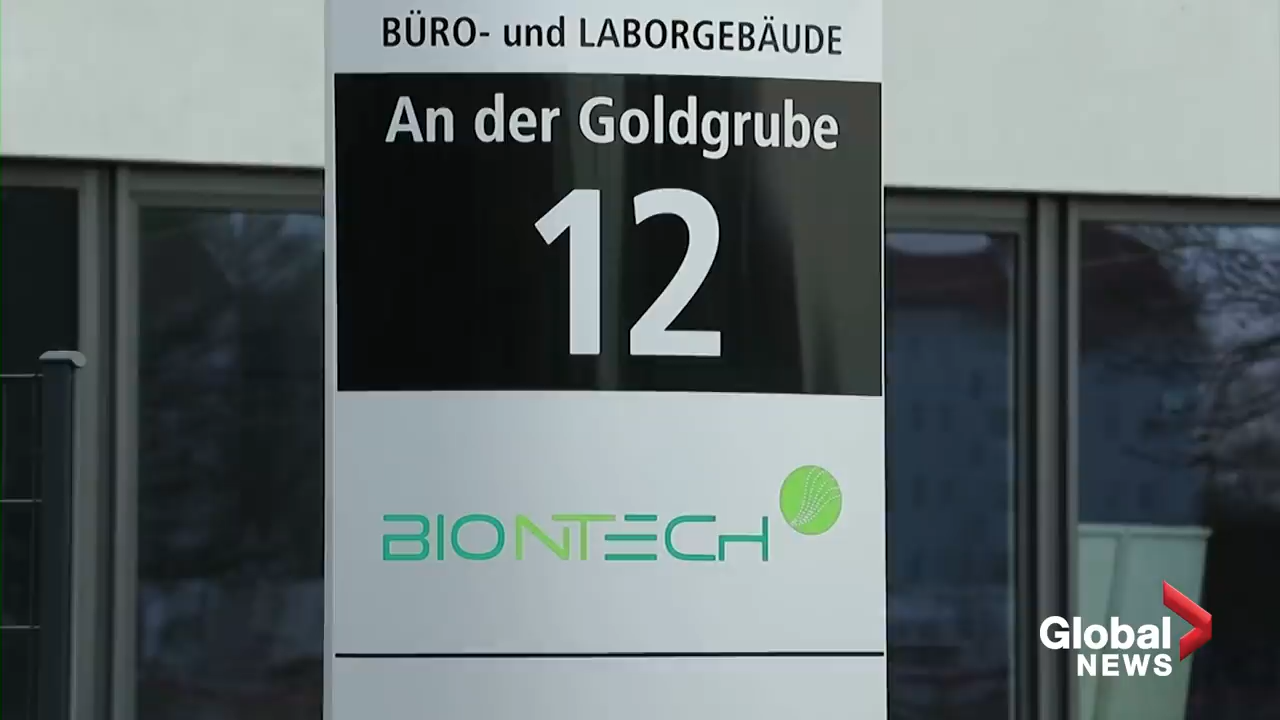 BÜRO- und LABORGEBÄUDE
An der Goldgrube
12
BIONTECH
Global
NEWS